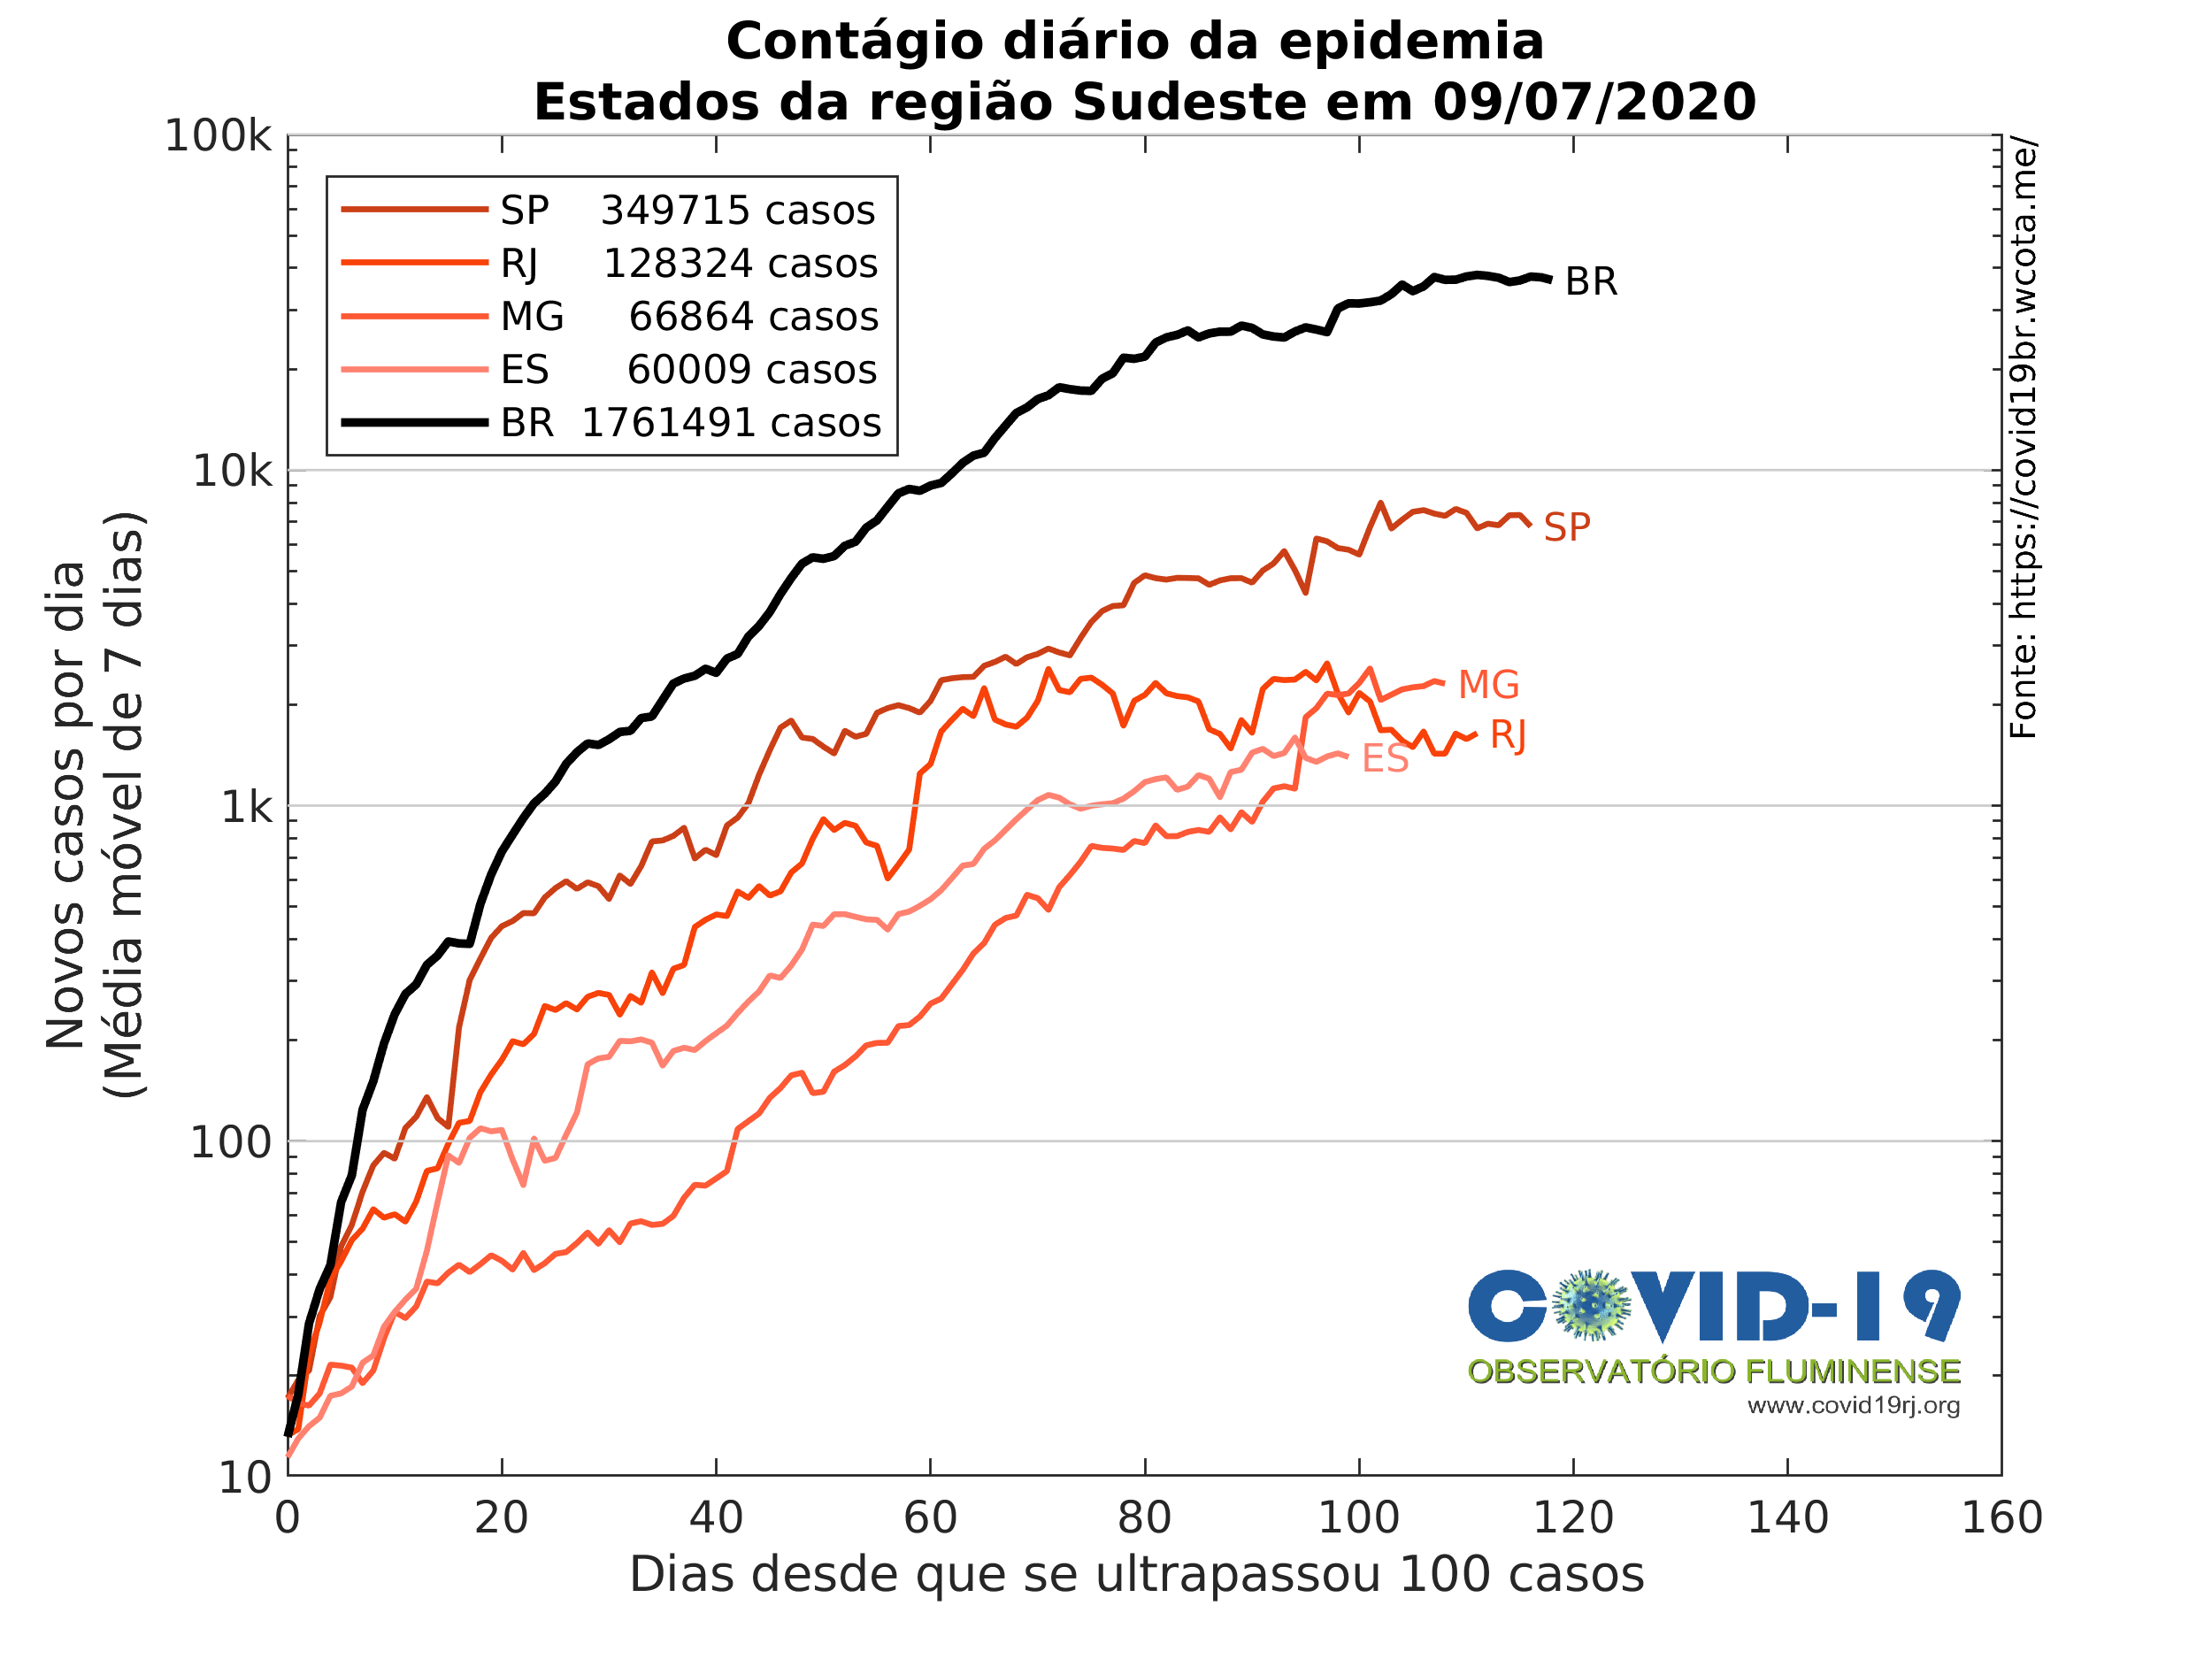 Contágio diário da epidemia
Estados da região Sudeste em 09/07/2020
100k
10k
1k
100
10
Novos casos por dia
(Média móvel de 7 dias)
SP 349715 casos
RJ 128324 casos
MG 66864 casos
ES 60009 casos
BR 1761491 casos
BR
SP
MG
RJ
ES
Fonte: https://covid19br.wcota.me/
COVID-19
OBSERVATÓRIO FLUMINENSE
www.covid19rj.org
0 20 40 60 80 100 120 140 160
Dias desde que se ultrapassou 100 casos